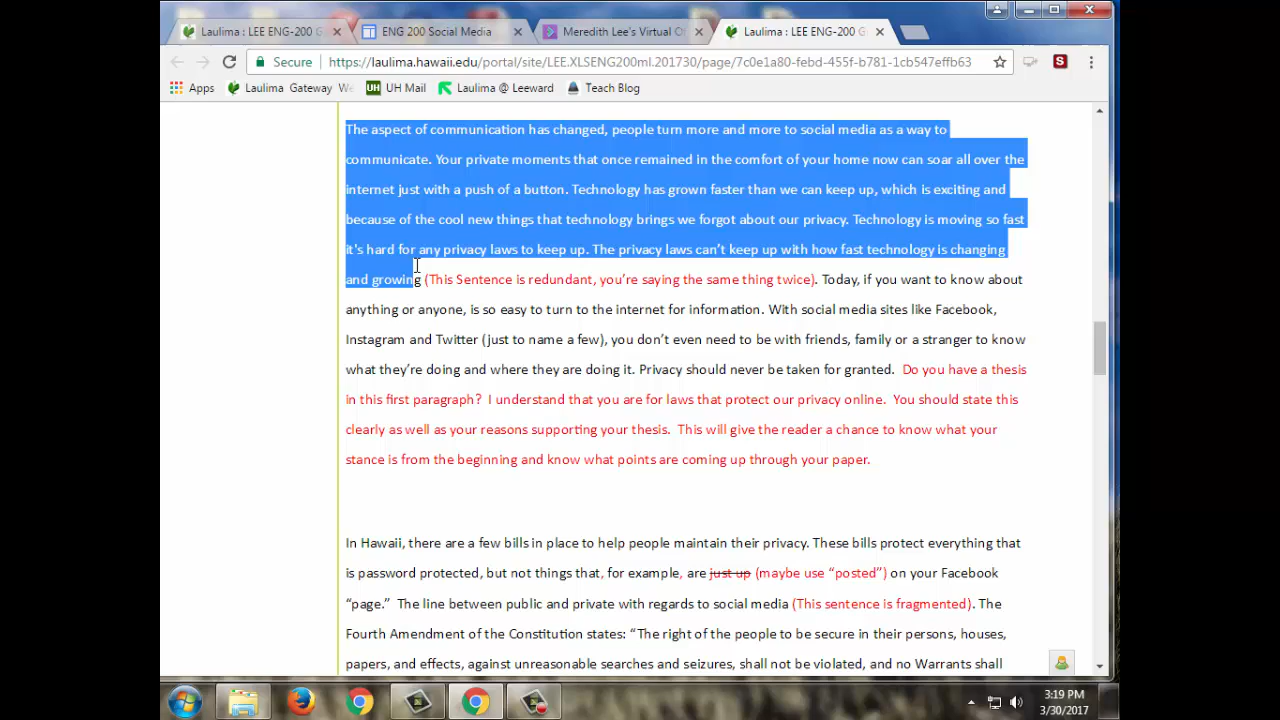 Laulima : LEE ENG-200 G
ENG 200 Social Media
Meredith Lee's Virtual Of
Laulima : LEE ENG-200 G
Secure
https://laulima.hawaii.edu/portal/site/LEE.XLSENG200ml.201730/page/7c0e1a80-febd-455f-b781-1cb547effb63
S
Apps
Laulima Gateway We
UH
UH Mail
Laulima @ Leeward
Teach Blog
The aspect of communication has changed, people turn more and more to social media as a way to
communicate. Your private moments that once remained in the comfort of your home now can soar all over the
internet just with a push of a button. Technology has grown faster than we can keep up, which is exciting and
because of the cool new things that technology brings we forgot about our privacy. Technology is moving so fast
it's hard for any privacy laws to keep up. The privacy laws can't keep up with how fast technology is changing
and growing (This Sentence is redundant, you're saying the same thing twice). Today, if you want to know about
anything or anyone, is so easy to turn to the internet for information. With social media sites like Facebook,
Instagram and Twitter (just to name a few), you don't even need to be with friends, family or a stranger to know
what they're doing and where they are doing it. Privacy should never be taken for granted. Do you have a thesis
in this first paragraph? I understand that you are for laws that protect our privacy online. You should state this
clearly as well as your reasons supporting your thesis. This will give the reader a chance to know what your
stance is from the beginning and know what points are coming up through your paper.
In Hawaii, there are a few bills in place to help people maintain their privacy. These bills protect everything that
is password protected, but not things that, for example, are just up (maybe use "posted") on your Facebook
"page." The line between public and private with regards to social media (This sentence is fragmented). The
Fourth Amendment of the Constitution states: "The right of the people to be secure in their persons, houses,
papers, and effects, against unreasonable searches and seizures, shall not be violated, and no Warrants shall
3:19 PM
3/30/2017